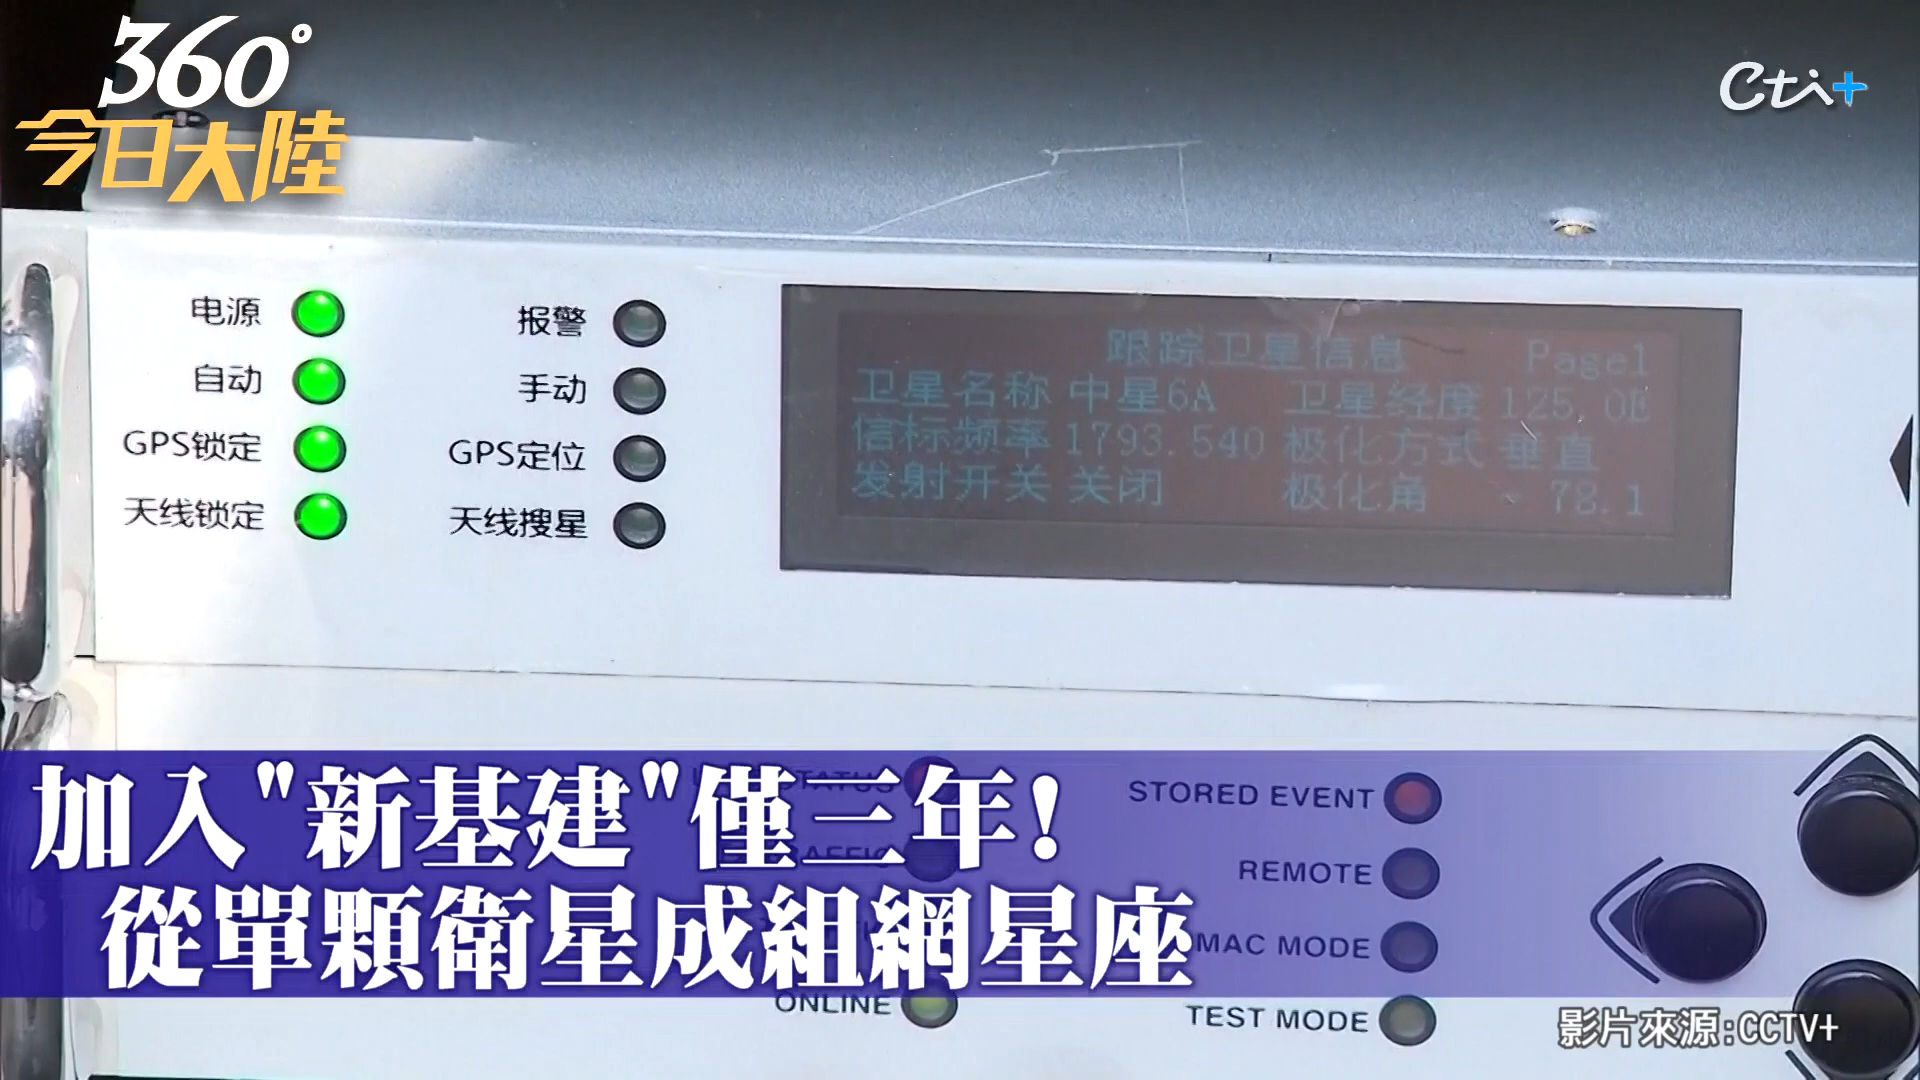 360°
今日大陸
Cti+
电源
报警
自动
手动
GPS锁定
GPS定位
天线锁定
天线搜星
跟踪卫星信息 Page1
卫星名称 中星6A 卫星经度 125.0E
信标频率 1793.540 极化方式 垂直
发射开关 关闭 极化角 - 78.1
加入"新基建"僅三年!
從單顆衛星成組網星座
STATUS
STORED EVENT
REMOTE
MAC MODE
ONLINE
TEST MODE
影片來源:CCTV+